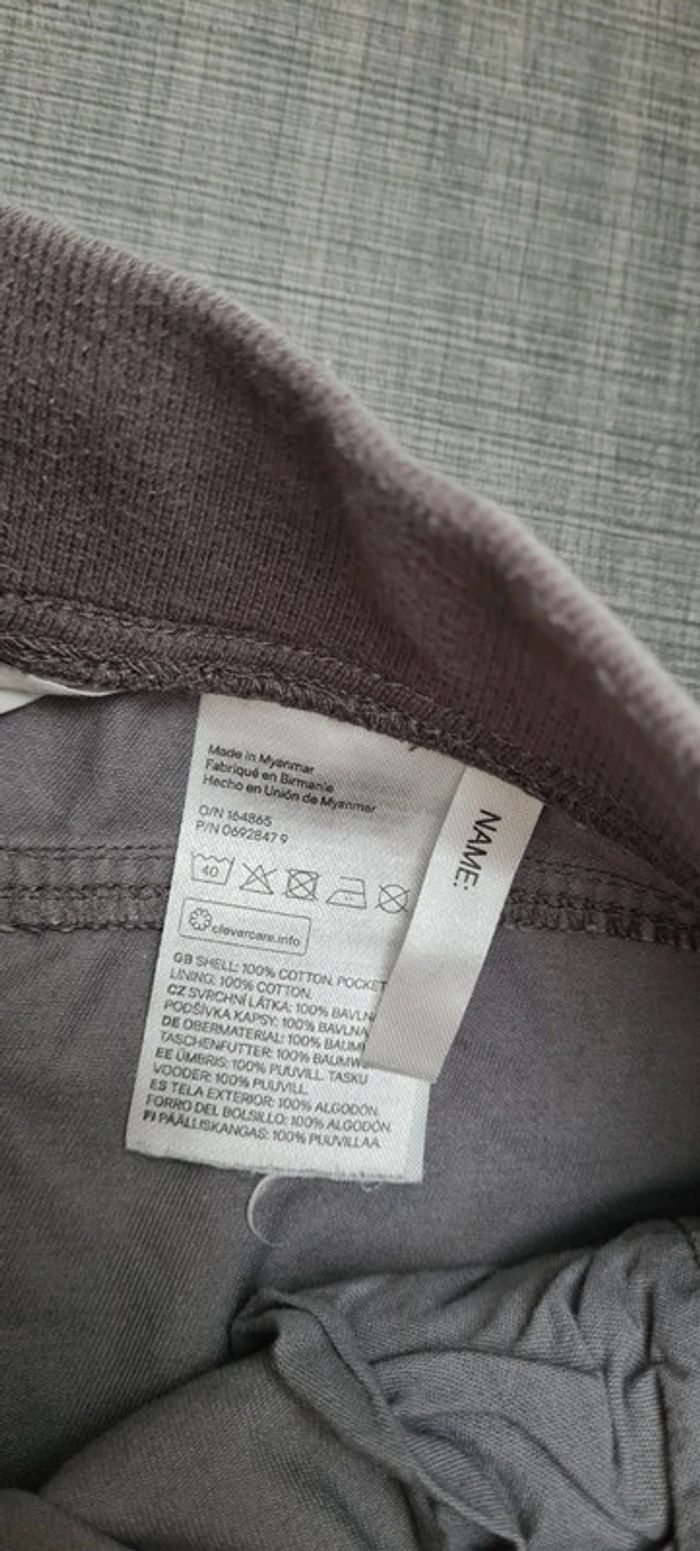 Made in Myanmar
Fabriqué en Birmanie
Hecho en Unión de Myanmar
O/N 164865
P/N 0692847 9
40
clevercare.info
GB SHELL: 100% COTTON. POCKET
LINING: 100% COTTON.
CZ SVRCHNÍ LÁTKA: 100% BAVLN
PODŠÍVKA KAPSY: 100% BAVLNA
DE OBERMATERIAL: 100% BAUM
TASCHENFUTTER: 100% BAUMW
EE ÜMBRIS: 100% PUUVILL. TASKU
VOODER: 100% PUUVILL.
ES TELA EXTERIOR: 100% ALGODÓN.
FORRO DEL BOLSILLO: 100% ALGODÓN
FI PÄÄLLISKANGAS: 100% PUUVILLAA.
NAME: